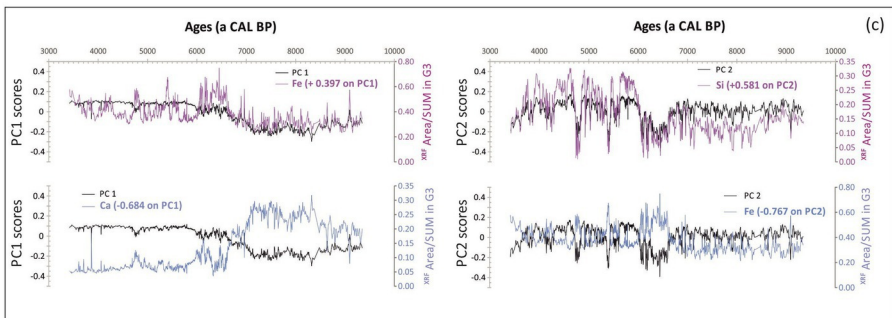 Ages (a CAL BP)
3000 4000 5000 6000 7000 8000 9000 10000
PC1 scores
0.4
0.2
0
-0.2
-0.4
PC 1
Fe (+ 0.397 on PC1)
0.80
0.60
0.40
0.20
0.00
XRF Area/SUM in G3
PC1 scores
0.4
0.2
0
-0.2
-0.4
PC 1
Ca (-0.684 on PC1)
0.35
0.30
0.25
0.20
0.15
0.10
0.05
0.00
XRF Area/SUM in G3
Ages (a CAL BP)
(c)
3000 4000 5000 6000 7000 8000 9000 10000
PC2 scores
0.4
0.2
0
-0.2
-0.4
PC 2
Si (+0.581 on PC2)
0.35
0.30
0.25
0.20
0.15
0.10
0.05
0.00
XRF Area/SUM in G3
PC2 scores
0.4
0.2
0
-0.2
-0.4
PC 2
Fe (-0.767 on PC2)
0.80
0.60
0.40
0.20
0.00
XRF Area/SUM in G3